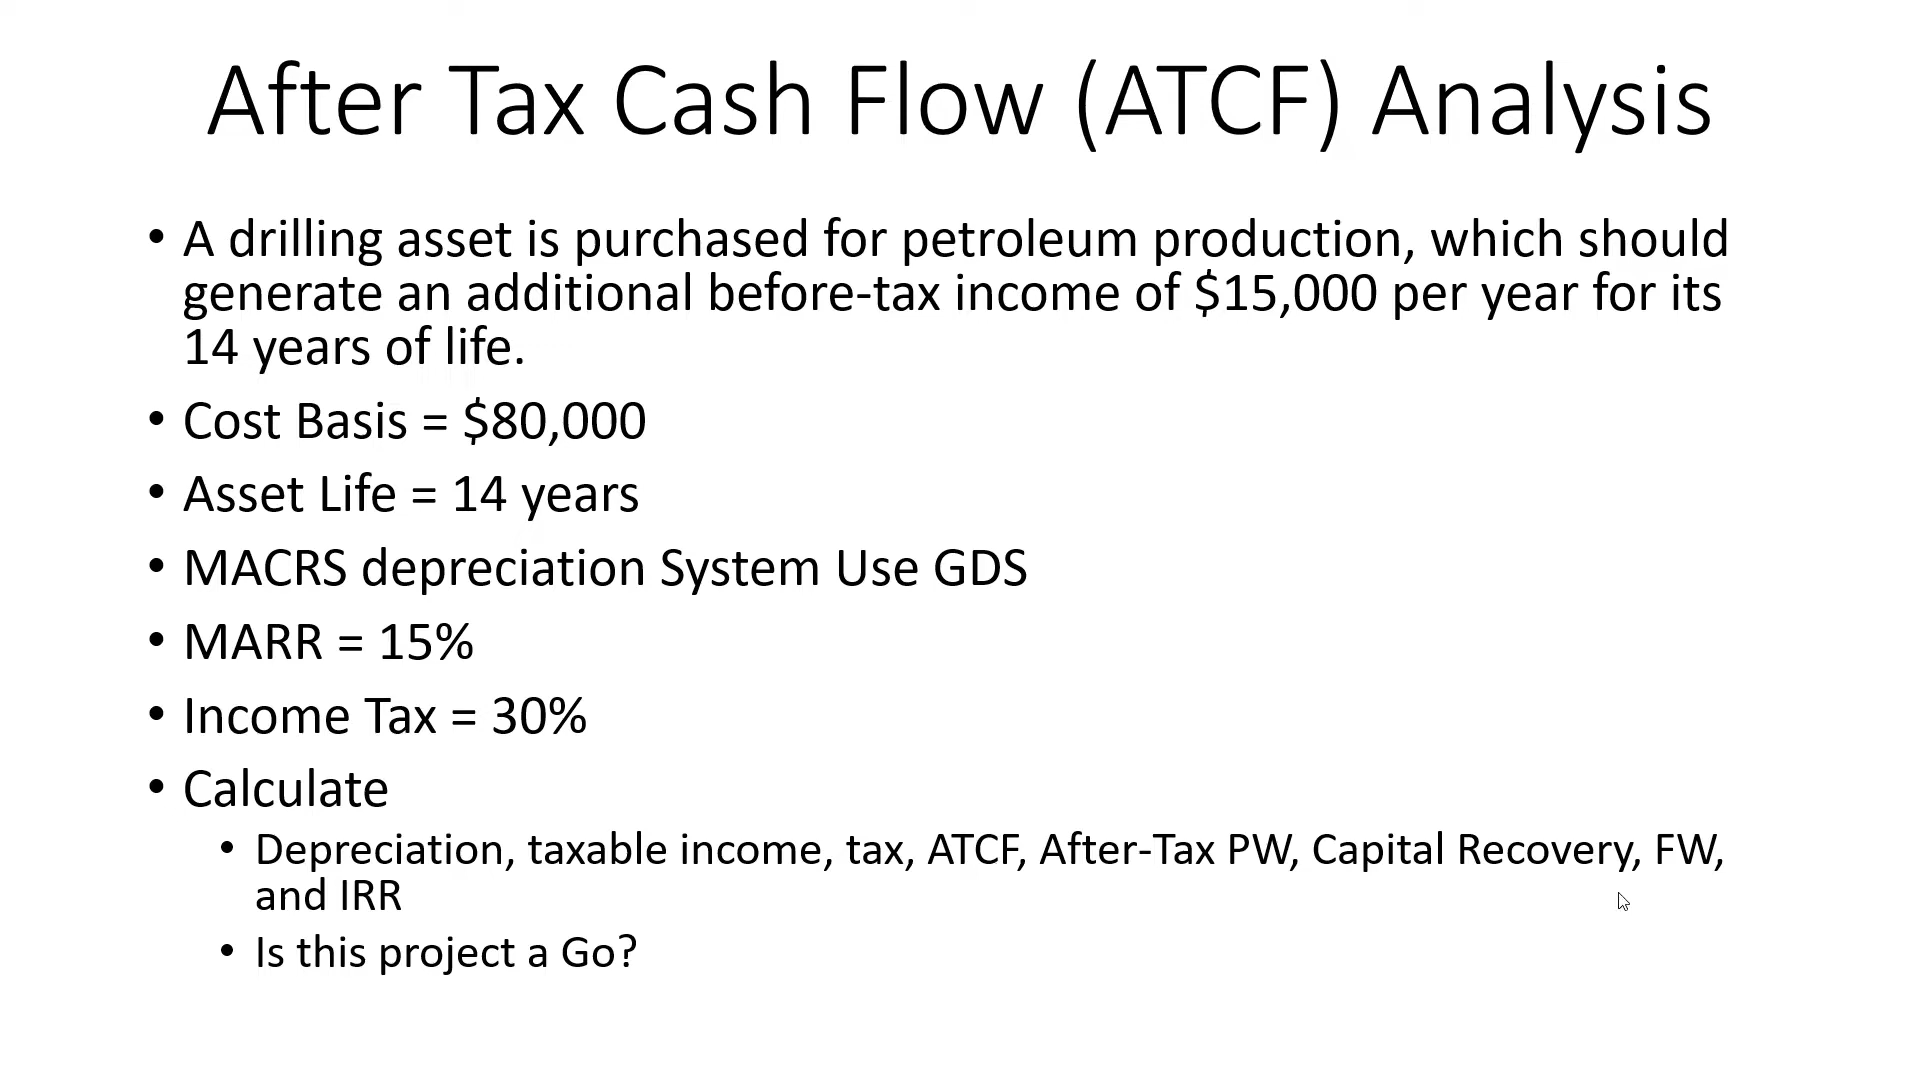 After Tax Cash Flow (ATCF) Analysis
• A drilling asset is purchased for petroleum production, which should
generate an additional before-tax income of $15,000 per year for its
14 years of life.
• Cost Basis = $80,000
• Asset Life = 14 years
• MACRS depreciation System Use GDS
• MARR = 15%
• Income Tax = 30%
• Calculate
• Depreciation, taxable income, tax, ATCF, After-Tax PW, Capital Recovery, FW,
and IRR
• Is this project a Go?